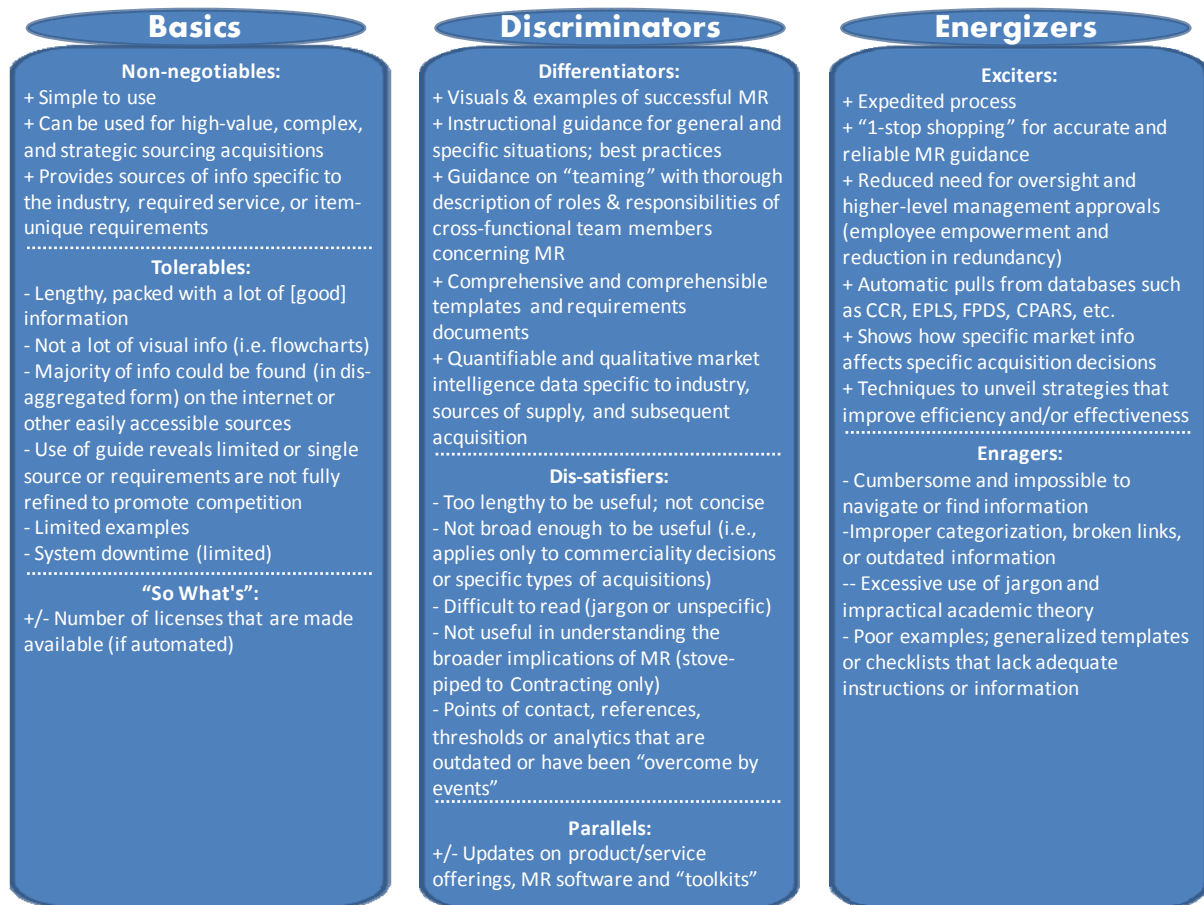 Basics
Non-negotiables:
+ Simple to use
+ Can be used for high-value, complex,
and strategic sourcing acquisitions
+ Provides sources of info specific to
the industry, required service, or item-
unique requirements
Tolerables:
- Lengthy, packed with a lot of [good]
information
- Not a lot of visual info (i.e. flowcharts)
- Majority of info could be found (in dis-
aggregated form) on the internet or
other easily accessible sources
- Use of guide reveals limited or single
source or requirements are not fully
refined to promote competition
- Limited examples
- System downtime (limited)
“So What's”:
+/- Number of licenses that are made
available (if automated)
Discriminators
Differentiators:
+ Visuals & examples of successful MR
+ Instructional guidance for general and
specific situations; best practices
+ Guidance on “teaming” with thorough
description of roles & responsibilities of
cross-functional team members
concerning MR
+ Comprehensive and comprehensible
templates and requirements
documents
+ Quantifiable and qualitative market
intelligence data specific to industry,
sources of supply, and subsequent
acquisition
Dis-satisfiers:
- Too lengthy to be useful; not concise
- Not broad enough to be useful (i.e.,
applies only to commerciality decisions
or specific types of acquisitions)
- Difficult to read (jargon or unspecific)
- Not useful in understanding the
broader implications of MR (stove-
piped to Contracting only)
- Points of contact, references,
thresholds or analytics that are
outdated or have been “overcome by
events”
Parallels:
+/- Updates on product/service
offerings, MR software and “toolkits”
Energizers
Exciters:
+ Expedited process
+ “1-stop shopping” for accurate and
reliable MR guidance
+ Reduced need for oversight and
higher-level management approvals
(employee empowerment and
reduction in redundancy)
+ Automatic pulls from databases such
as CCR, EPLS, FPDS, CPARS, etc.
+ Shows how specific market info
affects specific acquisition decisions
+ Techniques to unveil strategies that
improve efficiency and/or effectiveness
Enragers:
- Cumbersome and impossible to
navigate or find information
-Improper categorization, broken links,
or outdated information
-- Excessive use of jargon and
impractical academic theory
- Poor examples; generalized templates
or checklists that lack adequate
instructions or information